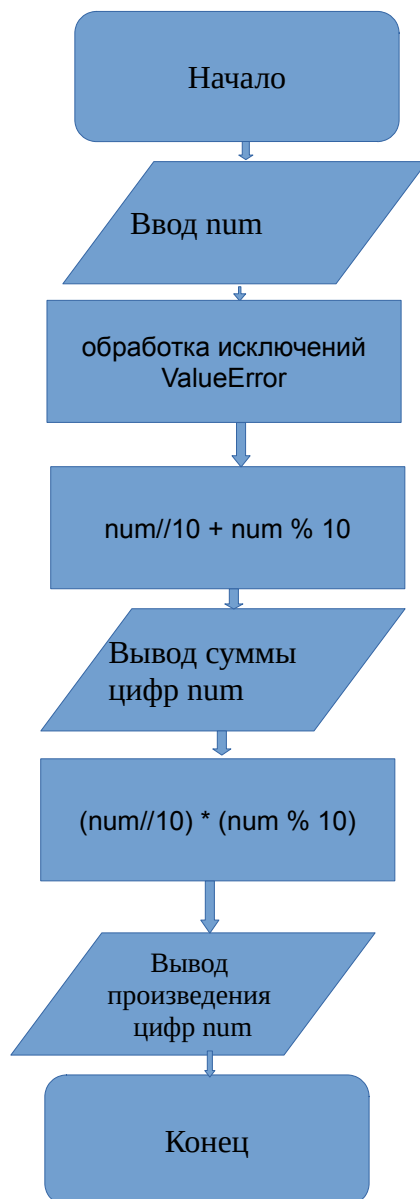 Начало
Ввод num
обработка исключений
ValueError
num//10 + num % 10
Вывод суммы
цифр num
(num//10) * (num % 10)
Вывод
произведения
цифр num
Конец